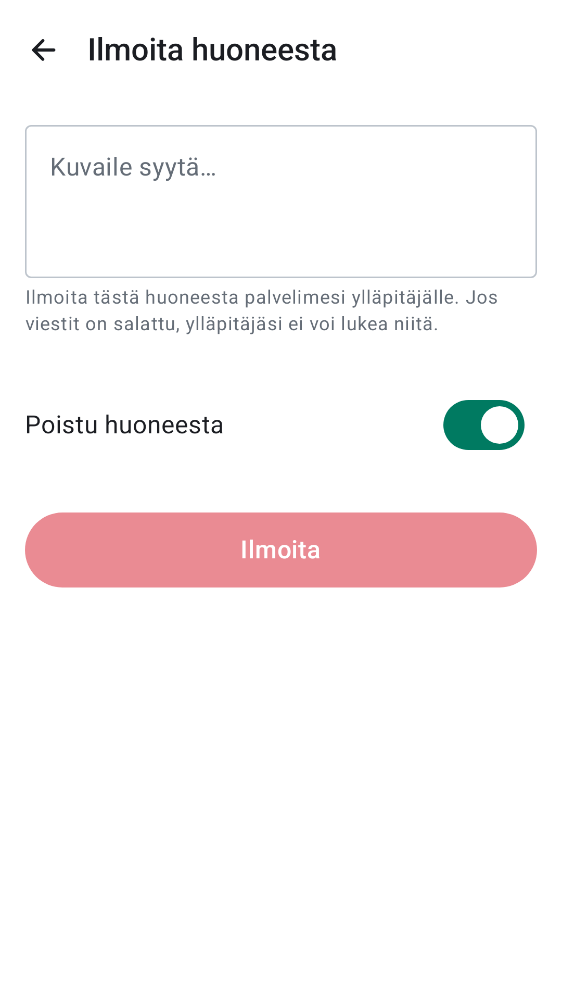 Ilmoita huoneesta
Kuvaile syytä…
Ilmoita tästä huoneesta palvelimesi ylläpitäjälle. Jos
viestit on salattu, ylläpitäjäsi ei voi lukea niitä.
Poistu huoneesta
Ilmoita